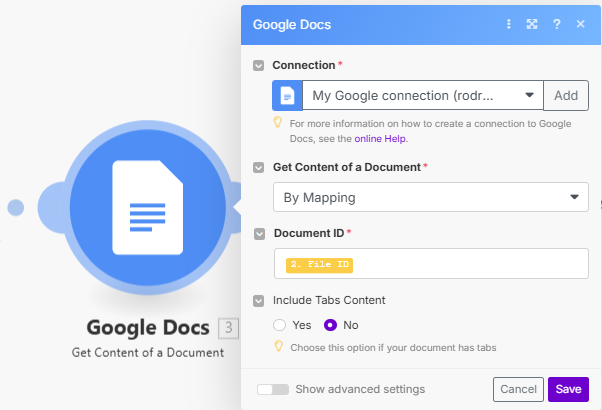 Google Docs
Connection *
My Google connection (rodr...
Add
For more information on how to create a connection to Google
Docs, see the online Help.
Get Content of a Document *
By Mapping
Document ID *
2. File ID
Include Tabs Content
Yes No
Choose this option if your document has tabs
Show advanced settings
Cancel Save
Google Docs 3
Get Content of a Document